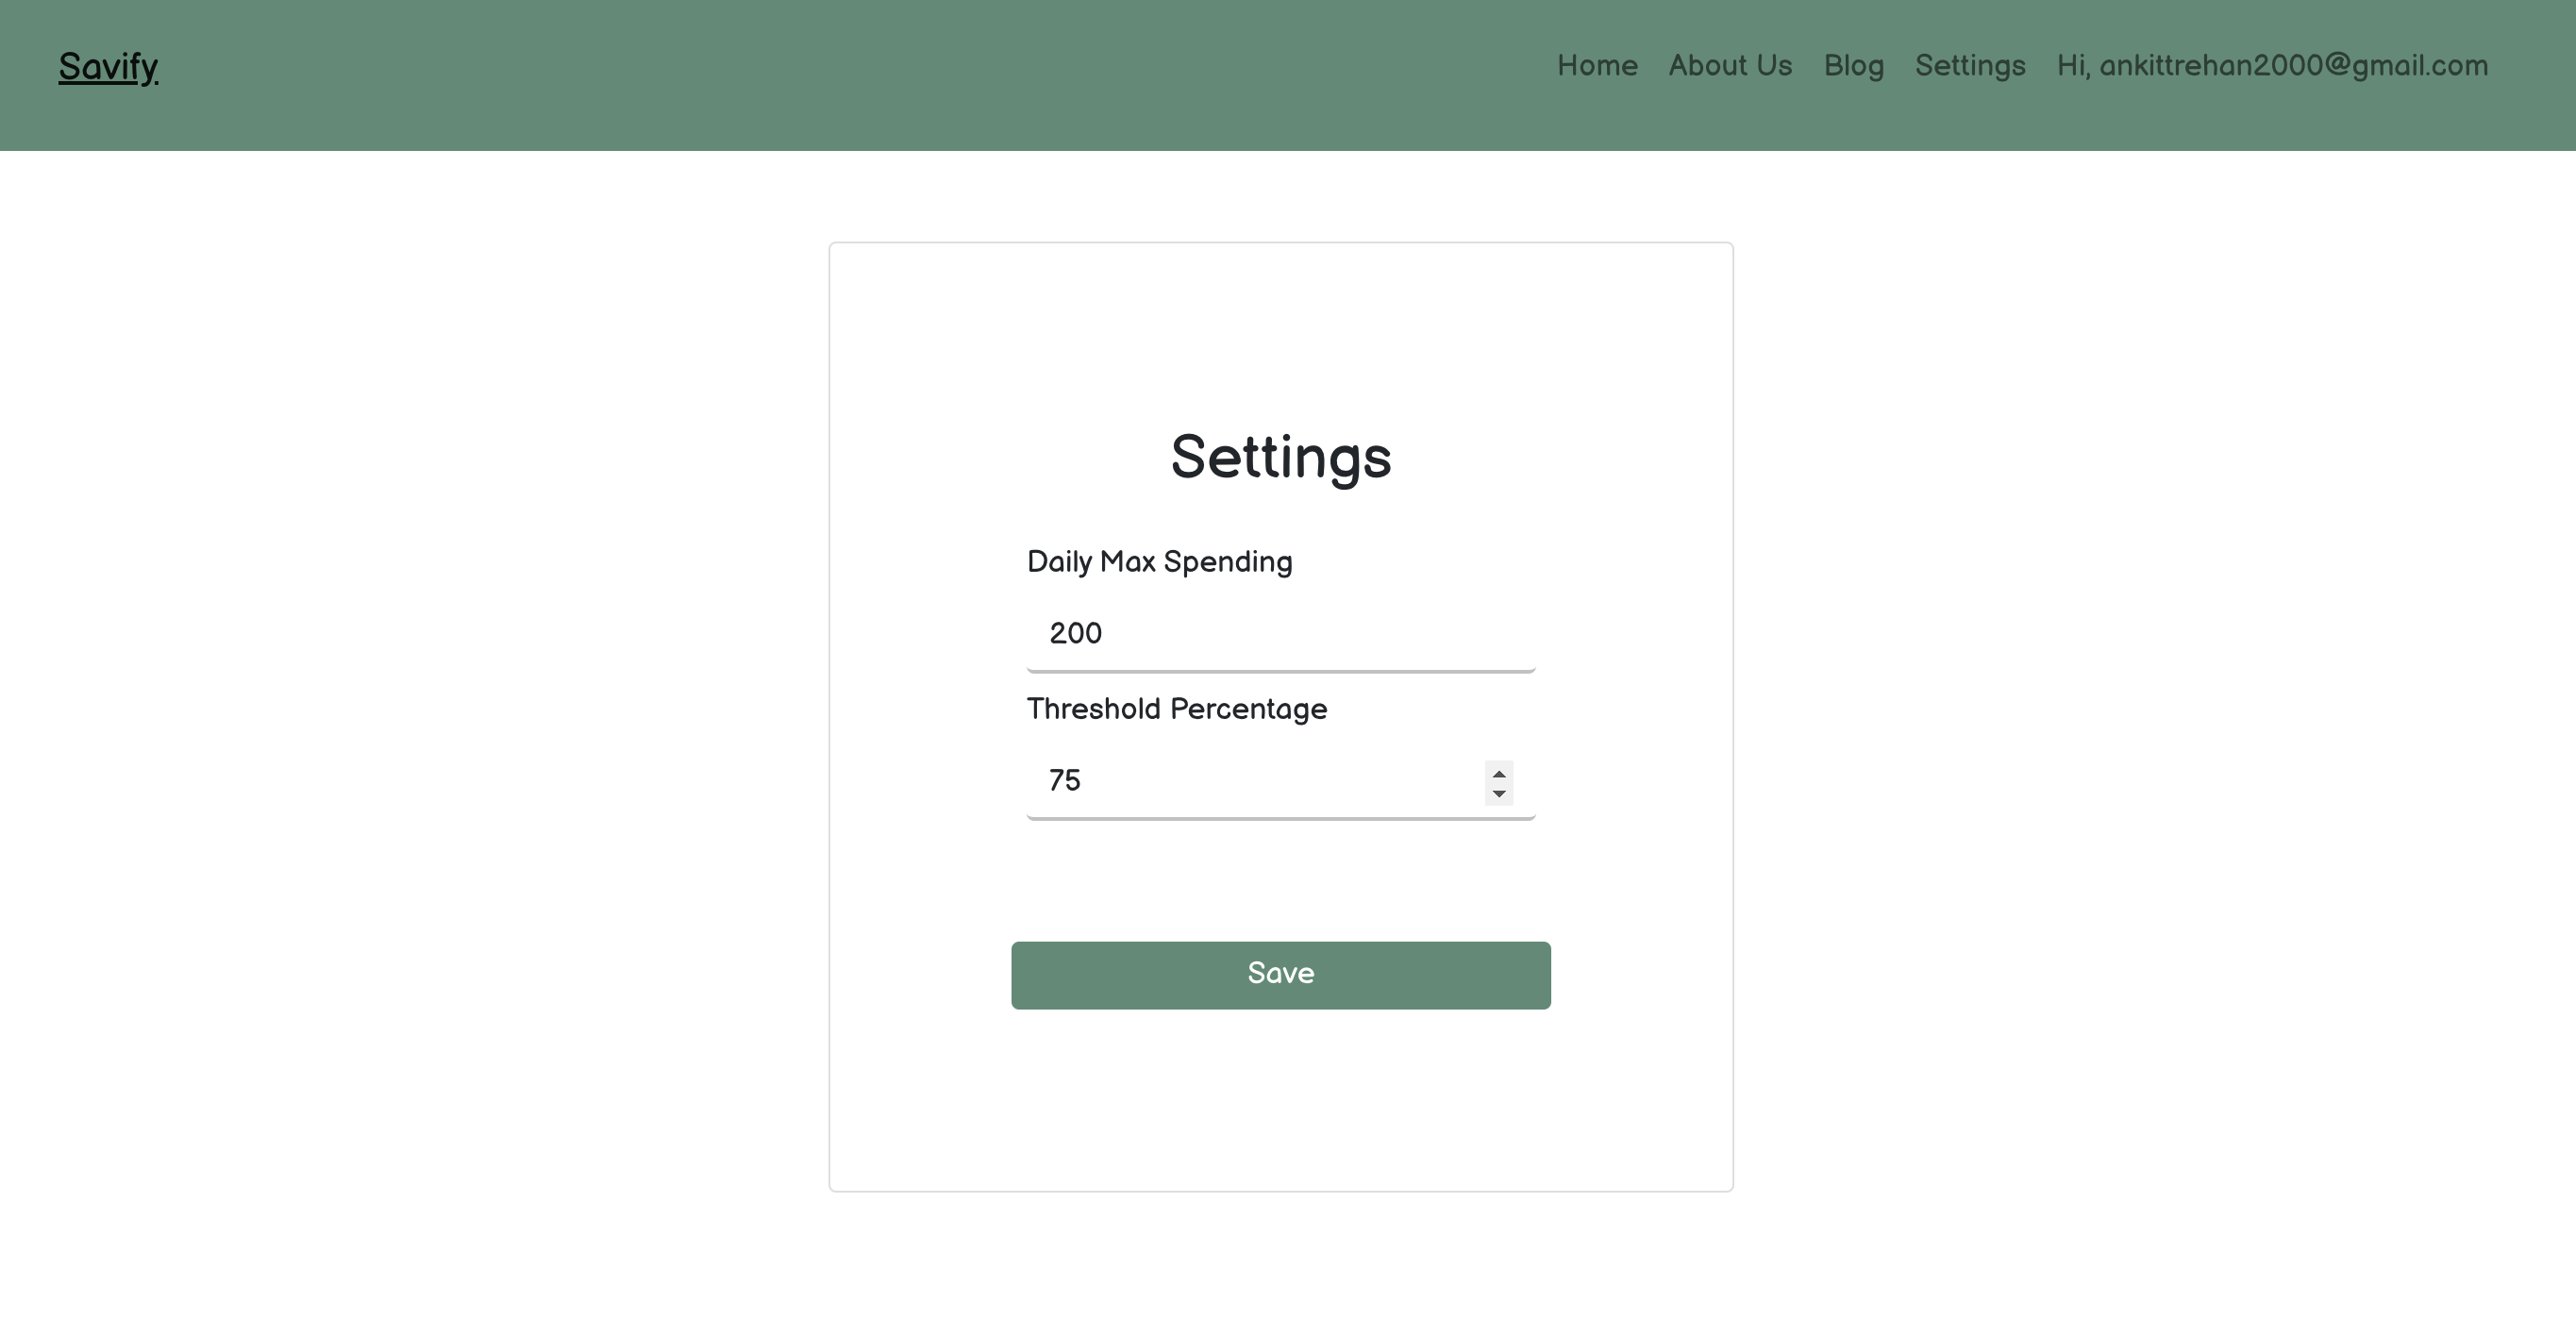 Savify
Home About Us Blog Settings Hi, ankittrehan2000@gmail.com
Settings
Daily Max Spending
200
Threshold Percentage
75
Save